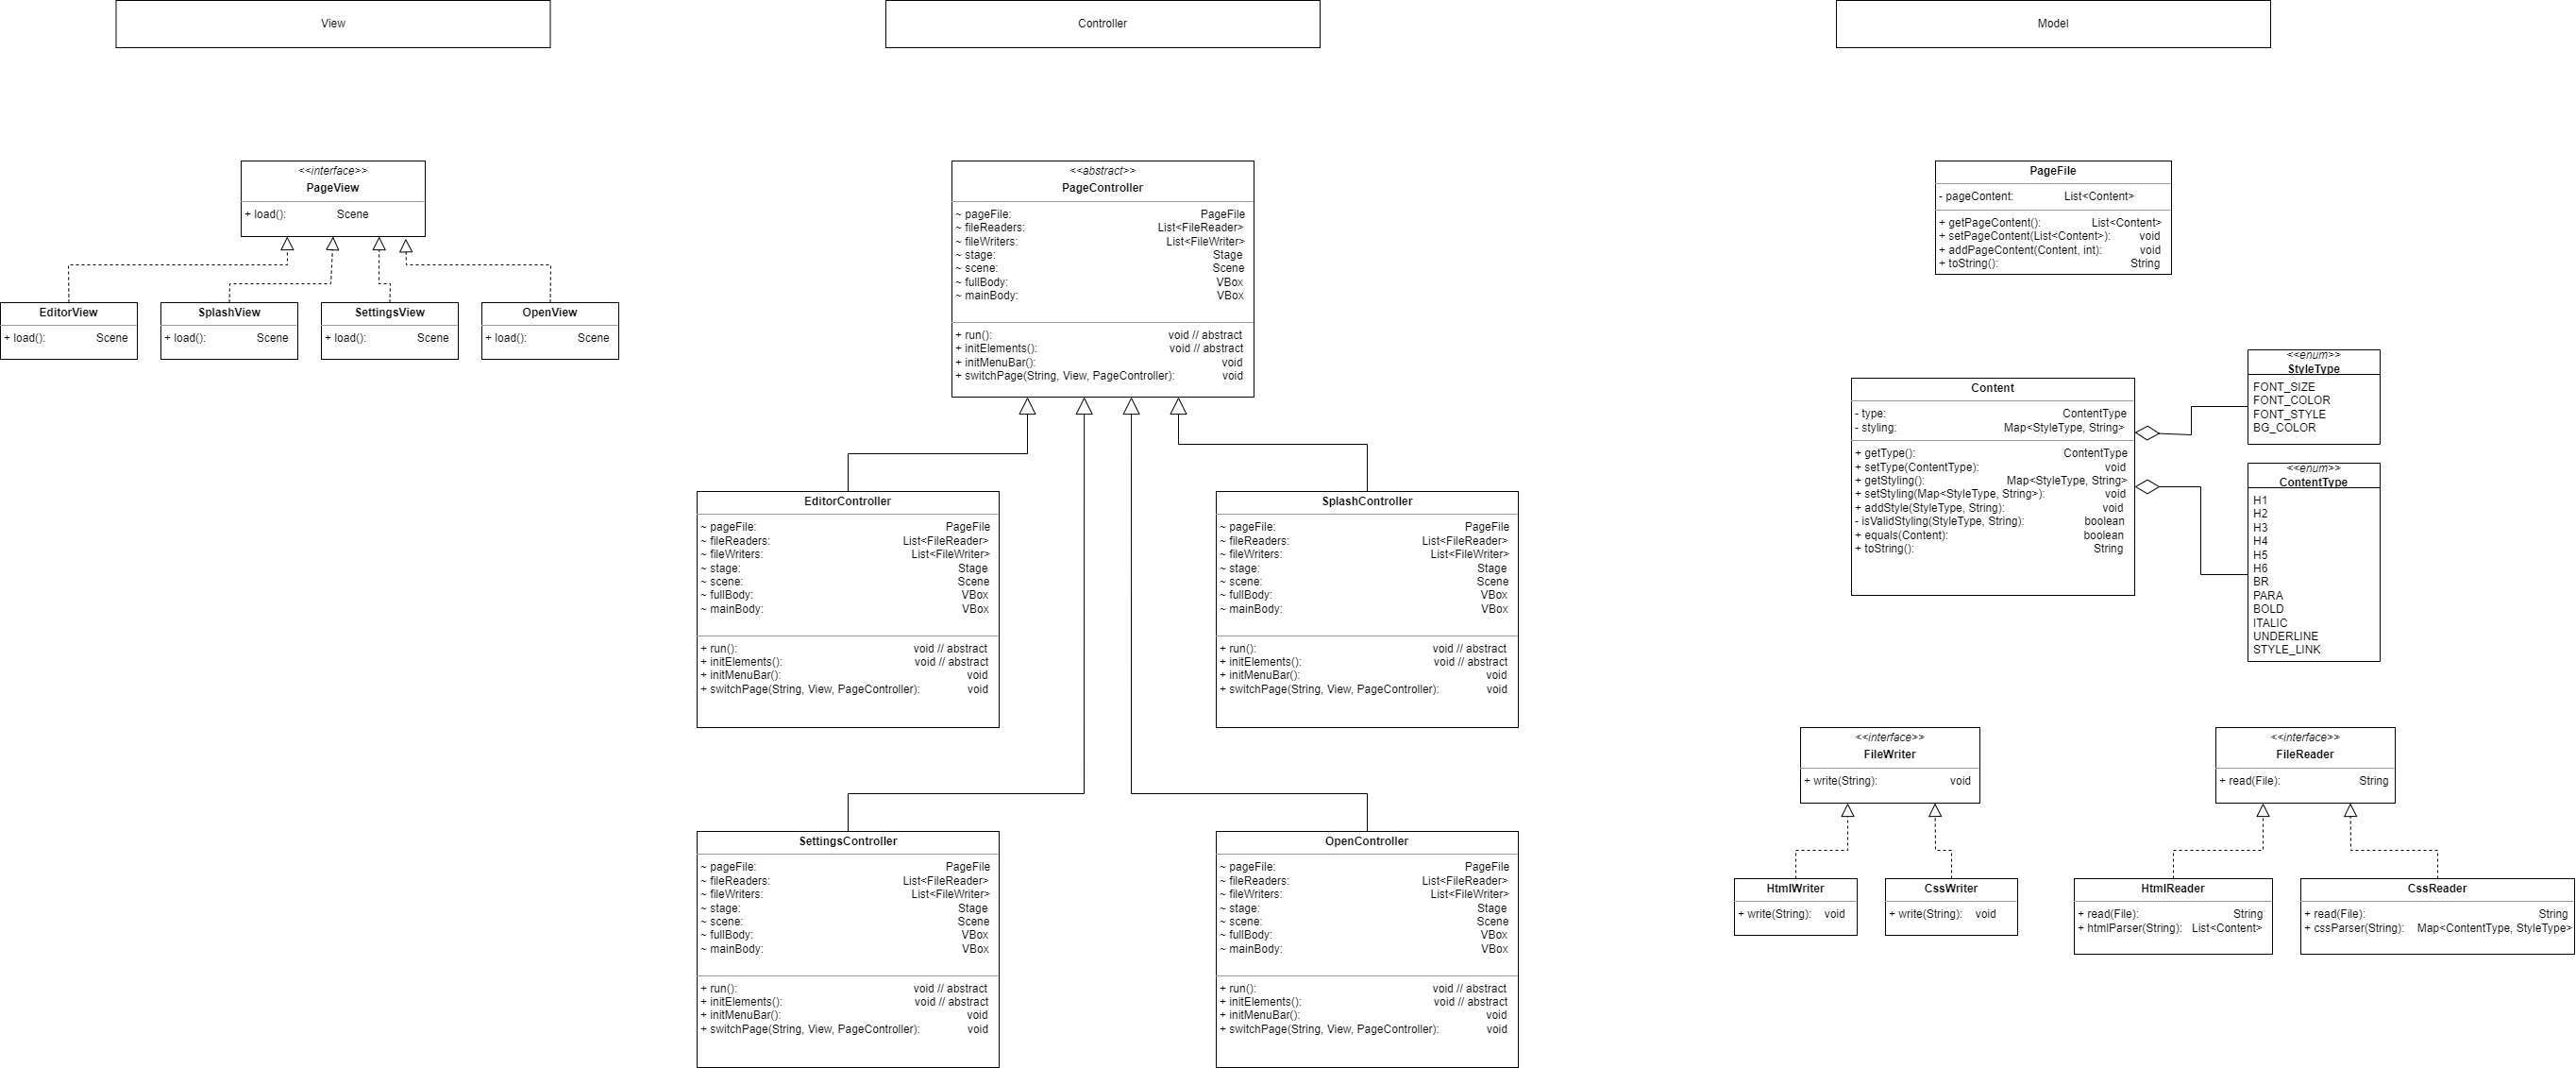 View
Controller
Model
<<interface>>
PageView
+ load(): Scene
EditorView
+ load(): Scene
SplashView
+ load(): Scene
SettingsView
+ load(): Scene
OpenView
+ load(): Scene
<<abstract>>
PageController
~ pageFile: PageFile
~ fileReaders: List<FileReader>
~ fileWriters: List<FileWriter>
~ stage: Stage
~ scene: Scene
~ fullBody: VBox
~ mainBody: VBox
+ run(): void // abstract
+ initElements(): void // abstract
+ initMenuBar(): void
+ switchPage(String, View, PageController): void
EditorController
~ pageFile: PageFile
~ fileReaders: List<FileReader>
~ fileWriters: List<FileWriter>
~ stage: Stage
~ scene: Scene
~ fullBody: VBox
~ mainBody: VBox
+ run(): void // abstract
+ initElements(): void // abstract
+ initMenuBar(): void
+ switchPage(String, View, PageController): void
SplashController
~ pageFile: PageFile
~ fileReaders: List<FileReader>
~ fileWriters: List<FileWriter>
~ stage: Stage
~ scene: Scene
~ fullBody: VBox
~ mainBody: VBox
+ run(): void // abstract
+ initElements(): void // abstract
+ initMenuBar(): void
+ switchPage(String, View, PageController): void
SettingsController
~ pageFile: PageFile
~ fileReaders: List<FileReader>
~ fileWriters: List<FileWriter>
~ stage: Stage
~ scene: Scene
~ fullBody: VBox
~ mainBody: VBox
+ run(): void // abstract
+ initElements(): void // abstract
+ initMenuBar(): void
+ switchPage(String, View, PageController): void
OpenController
~ pageFile: PageFile
~ fileReaders: List<FileReader>
~ fileWriters: List<FileWriter>
~ stage: Stage
~ scene: Scene
~ fullBody: VBox
~ mainBody: VBox
+ run(): void // abstract
+ initElements(): void // abstract
+ initMenuBar(): void
+ switchPage(String, View, PageController): void
PageFile
- pageContent: List<Content>
+ getPageContent(): List<Content>
+ setPageContent(List<Content>): void
+ addPageContent(Content, int): void
+ toString(): String
Content
- type: ContentType
- styling: Map<StyleType, String>
+ getType(): ContentType
+ setType(ContentType): void
+ getStyling(): Map<StyleType, String>
+ setStyling(Map<StyleType, String>): void
+ addStyle(StyleType, String): void
- isValidStyling(StyleType, String): boolean
+ equals(Content): boolean
+ toString(): String
<<enum>>
StyleType
FONT_SIZE
FONT_COLOR
FONT_STYLE
BG_COLOR
<<enum>>
ContentType
H1
H2
H3
H4
H5
H6
BR
PARA
BOLD
ITALIC
UNDERLINE
STYLE_LINK
<<interface>>
FileWriter
+ write(String): void
<<interface>>
FileReader
+ read(File): String
HtmlWriter
+ write(String): void
CssWriter
+ write(String): void
HtmlReader
+ read(File): String
+ htmlParser(String): List<Content>
CssReader
+ read(File): String
+ cssParser(String): Map<ContentType, StyleType>